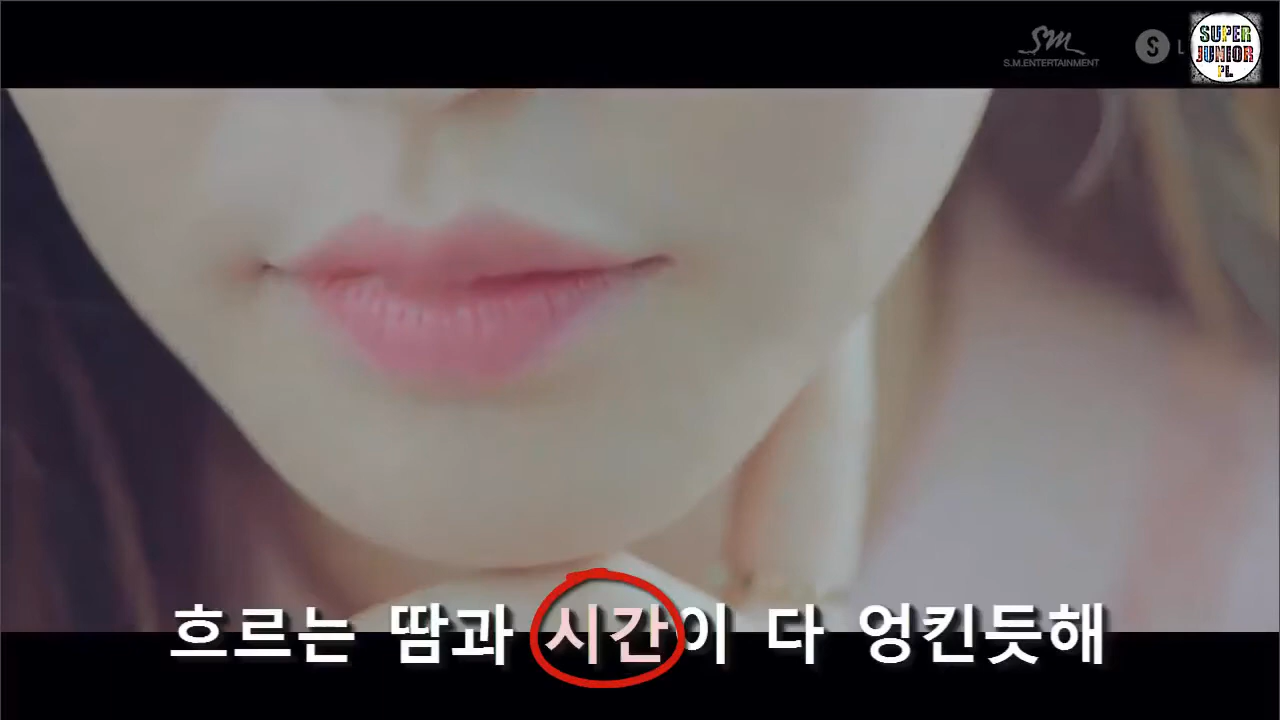 SM
S.M.ENTERTAINMENT
S L
SUPER
JUNIOR
PL
흐르는 땀과 시간이 다 엉킨듯해